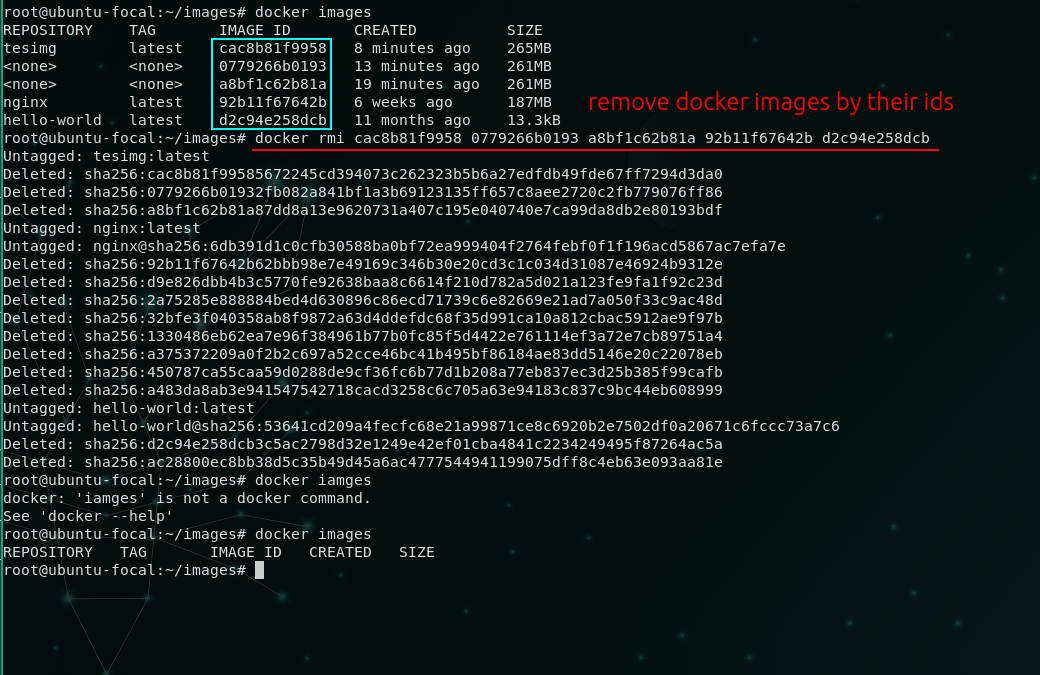 root@ubuntu-focal:~/images# docker images
REPOSITORY    TAG       IMAGE ID       CREATED          SIZE
tesimg        latest    cac8b81f9958   8 minutes ago    265MB
<none>        <none>    0779266b0193   13 minutes ago   261MB
<none>        <none>    a8bf1c62b81a   19 minutes ago   261MB
nginx         latest    92b11f67642b   6 weeks ago      187MB
remove docker images by their ids
hello-world   latest    d2c94e258dcb   11 months ago    13.3kB
root@ubuntu-focal:~/images# docker rmi cac8b81f9958 0779266b0193 a8bf1c62b81a 92b11f67642b d2c94e258dcb
Untagged: tesimg:latest
Deleted: sha256:cac8b81f99585672245cd394073c262323b5b6a27edfdb49fde67ff7294d3da0
Deleted: sha256:0779266b01932fb082a841bf1a3b69123135ff657c8aee2720c2fb779076ff86
Deleted: sha256:a8bf1c62b81a87dd8a13e9620731a407c195e040740e7ca99da8db2e80193bdf
Untagged: nginx:latest
Untagged: nginx@sha256:6db391d1c0cfb30588ba0bf72ea999404f2764febf0f1f196acd5867ac7efa7e
Deleted: sha256:92b11f67642b62bbb98e7e49169c346b30e20cd3c1c034d31087e46924b9312e
Deleted: sha256:d9e826dbb4b3c5770fe92638baa8c6614f210d782a5d021a123fe9fa1f92c23d
Deleted: sha256:2a75285e888884bed4d630896c86ecd71739c6e82669e21ad7a050f33c9ac48d
Deleted: sha256:32bfe3f040358ab8f9872a63d4ddefdc68f35d991ca10a812cbac5912ae9f97b
Deleted: sha256:1330486eb62ea7e96f384961b77b0fc85f5d4422e761114ef3a72e7cb89751a4
Deleted: sha256:a375372209a0f2b2c697a52cce46bc41b495bf86184ae83dd5146e20c22078eb
Deleted: sha256:450787ca55caa59d0288de9cf36fc6b77d1b208a77eb837ec3d25b385f99cafb
Deleted: sha256:a483da8ab3e941547542718cacd3258c6c705a63e94183c837c9bc44eb608999
Untagged: hello-world:latest
Untagged: hello-world@sha256:53641cd209a4fecfc68e21a99871ce8c6920b2e7502df0a20671c6fccc73a7c6
Deleted: sha256:d2c94e258dcb3c5ac2798d32e1249e42ef01cba4841c2234249495f87264ac5a
Deleted: sha256:ac28800ec8bb38d5c35b49d45a6ac4777544941199075dff8c4eb63e093aa81e
root@ubuntu-focal:~/images# docker iamges
docker: 'iamges' is not a docker command.
See 'docker --help'
root@ubuntu-focal:~/images# docker images
REPOSITORY   TAG       IMAGE ID   CREATED   SIZE
root@ubuntu-focal:~/images#